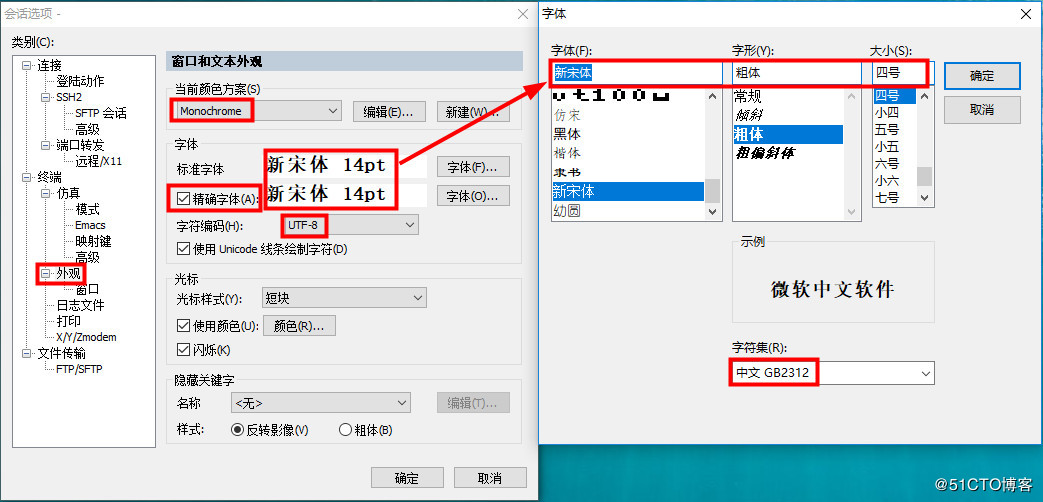 会话选项 -
类别(C):
连接
登陆动作
SSH2
SFTP 会话
高级
端口转发
远程/X11
终端
仿真
模式
Emacs
映射键
高级
外观
窗口
日志文件
打印
X/Y/Zmodem
文件传输
FTP/SFTP
窗口和文本外观
当前颜色方案(S)
Monochrome
编辑(E)...
新建(W)...
字体
标准字体
新宋体 14pt
字体(F)...
精确字体(A):
新宋体 14pt
字体(O)...
字符编码(H):
UTF-8
使用 Unicode 线条绘制字符(D)
光标
光标样式(Y):
短块
使用颜色(U):
颜色(R)...
闪烁(K)
隐藏关键字
名称
<无>
编辑(T)...
样式:
反转影像(V)
粗体(B)
确定
取消
字体
字体(F):
新宋体
仿宋
黑体
楷体
隶书
新宋体
幼圆
字形(Y):
粗体
常规
倾斜
粗体
粗偏斜体
大小(S):
四号
四号
小四
五号
小五
六号
小六
七号
确定
取消
示例
微软中文软件
字符集(R):
中文 GB2312
@51CTO博客